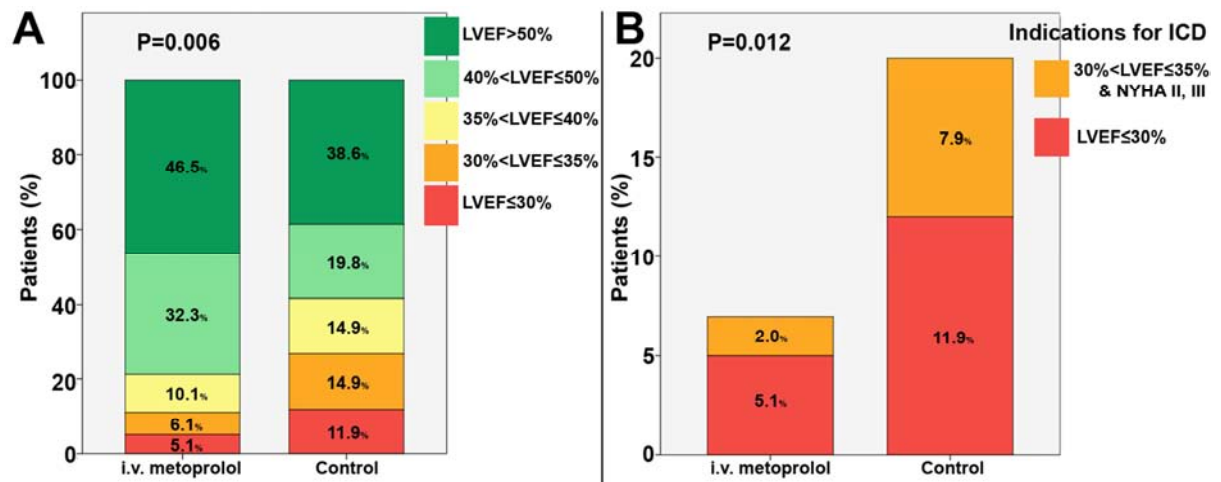 A
P=0.006
Patients (%)
100
80
60
40
20
0
46.5%
32.3%
10.1%
6.1%
5.1%
38.6%
19.8%
14.9%
14.9%
11.9%
i.v. metoprolol
Control
LVEF>50%
40%<LVEF≤50%
35%<LVEF≤40%
30%<LVEF≤35%
LVEF≤30%
B
P=0.012
Patients (%)
20
15
10
5
0
2.0%
5.1%
7.9%
11.9%
i.v. metoprolol
Control
Indications for ICD
30%<LVEF≤35%
& NYHA II, III
LVEF≤30%